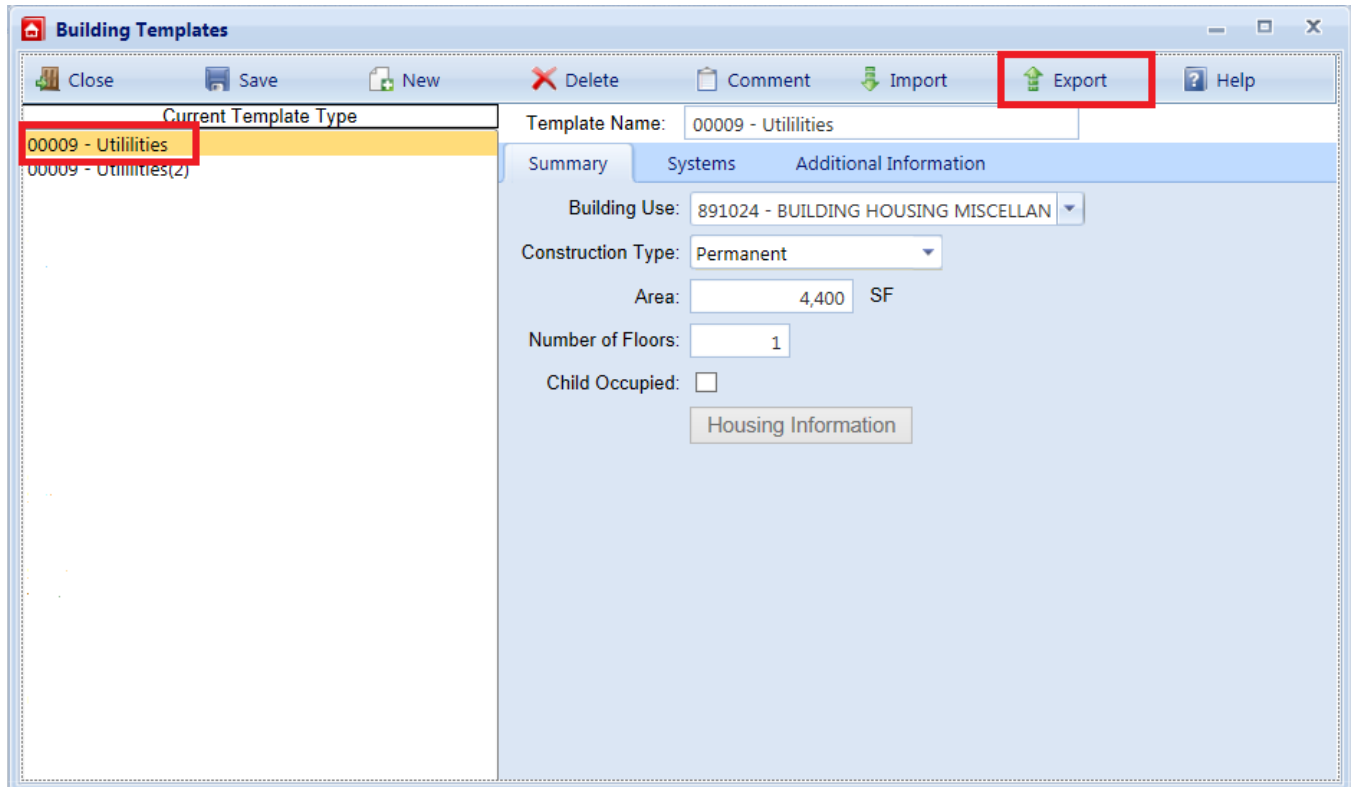 Building Templates
Close Save New Delete Comment Import Export Help
Current Template Type
00009 - Utililities
00009 - Utililities(2)
Template Name: 00009 - Utililities
Summary Systems Additional Information
Building Use: 891024 - BUILDING HOUSING MISCELLAN
Construction Type: Permanent
Area: 4,400 SF
Number of Floors: 1
Child Occupied:
Housing Information